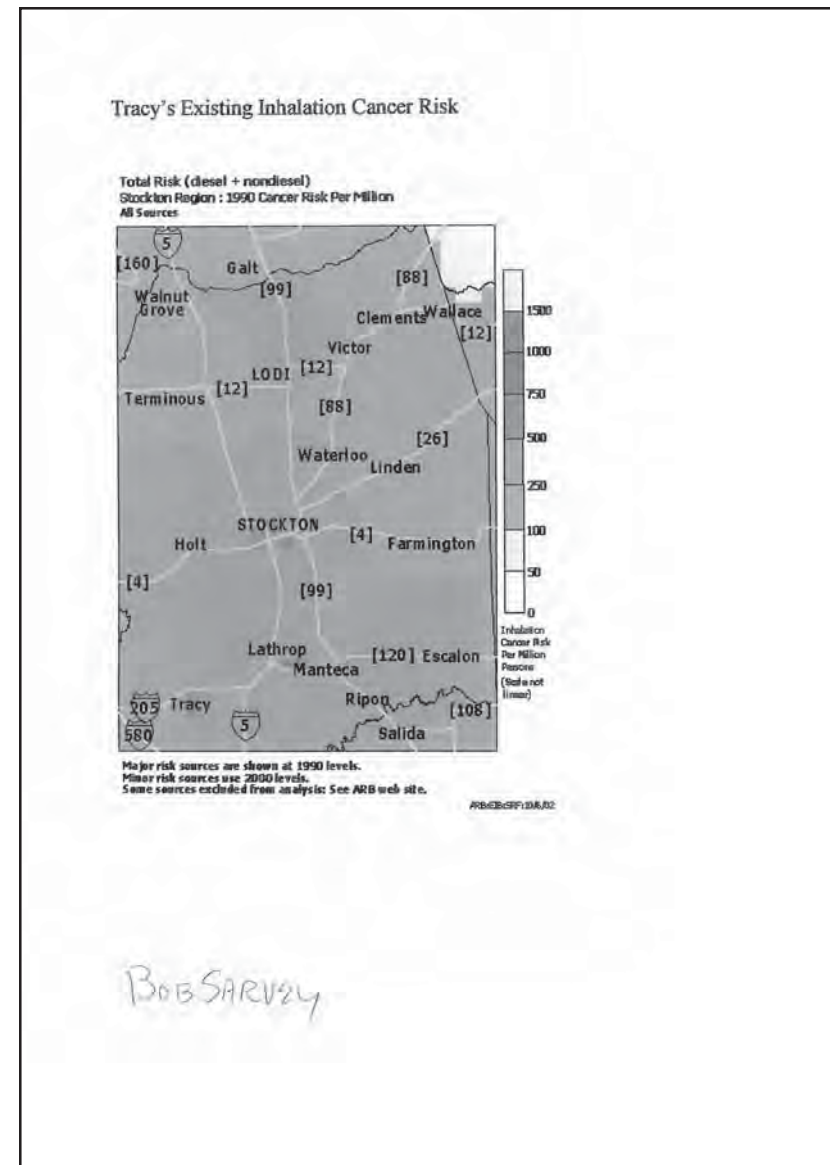 Tracy's Existing Inhalation Cancer Risk
Total Risk (diesel + nondiesel)
Stockton Region : 1990 Cancer Risk Per Million
All Sources
5
[160]
Galt
[99]
[88]
Walnut
Grove
Clements
Wallace
[12]
1500
Victor
1000
LODI
[12]
Terminous
[12]
750
[88]
[26]
500
Waterloo
Linden
250
STOCKTON
[4]
Holt
Farmington
100
[4]
[99]
50
0
Inhalation
Cancer Risk
Per Million
Persons
(Scale not
linear)
Lathrop
[120]
Escalon
Manteca
205
Tracy
Ripon
[108]
580
5
Salida
Major risk sources are shown at 1990 levels.
Minor risk sources use 2000 levels.
Some sources excluded from analysis: See ARB web site.
BOB SARVEY